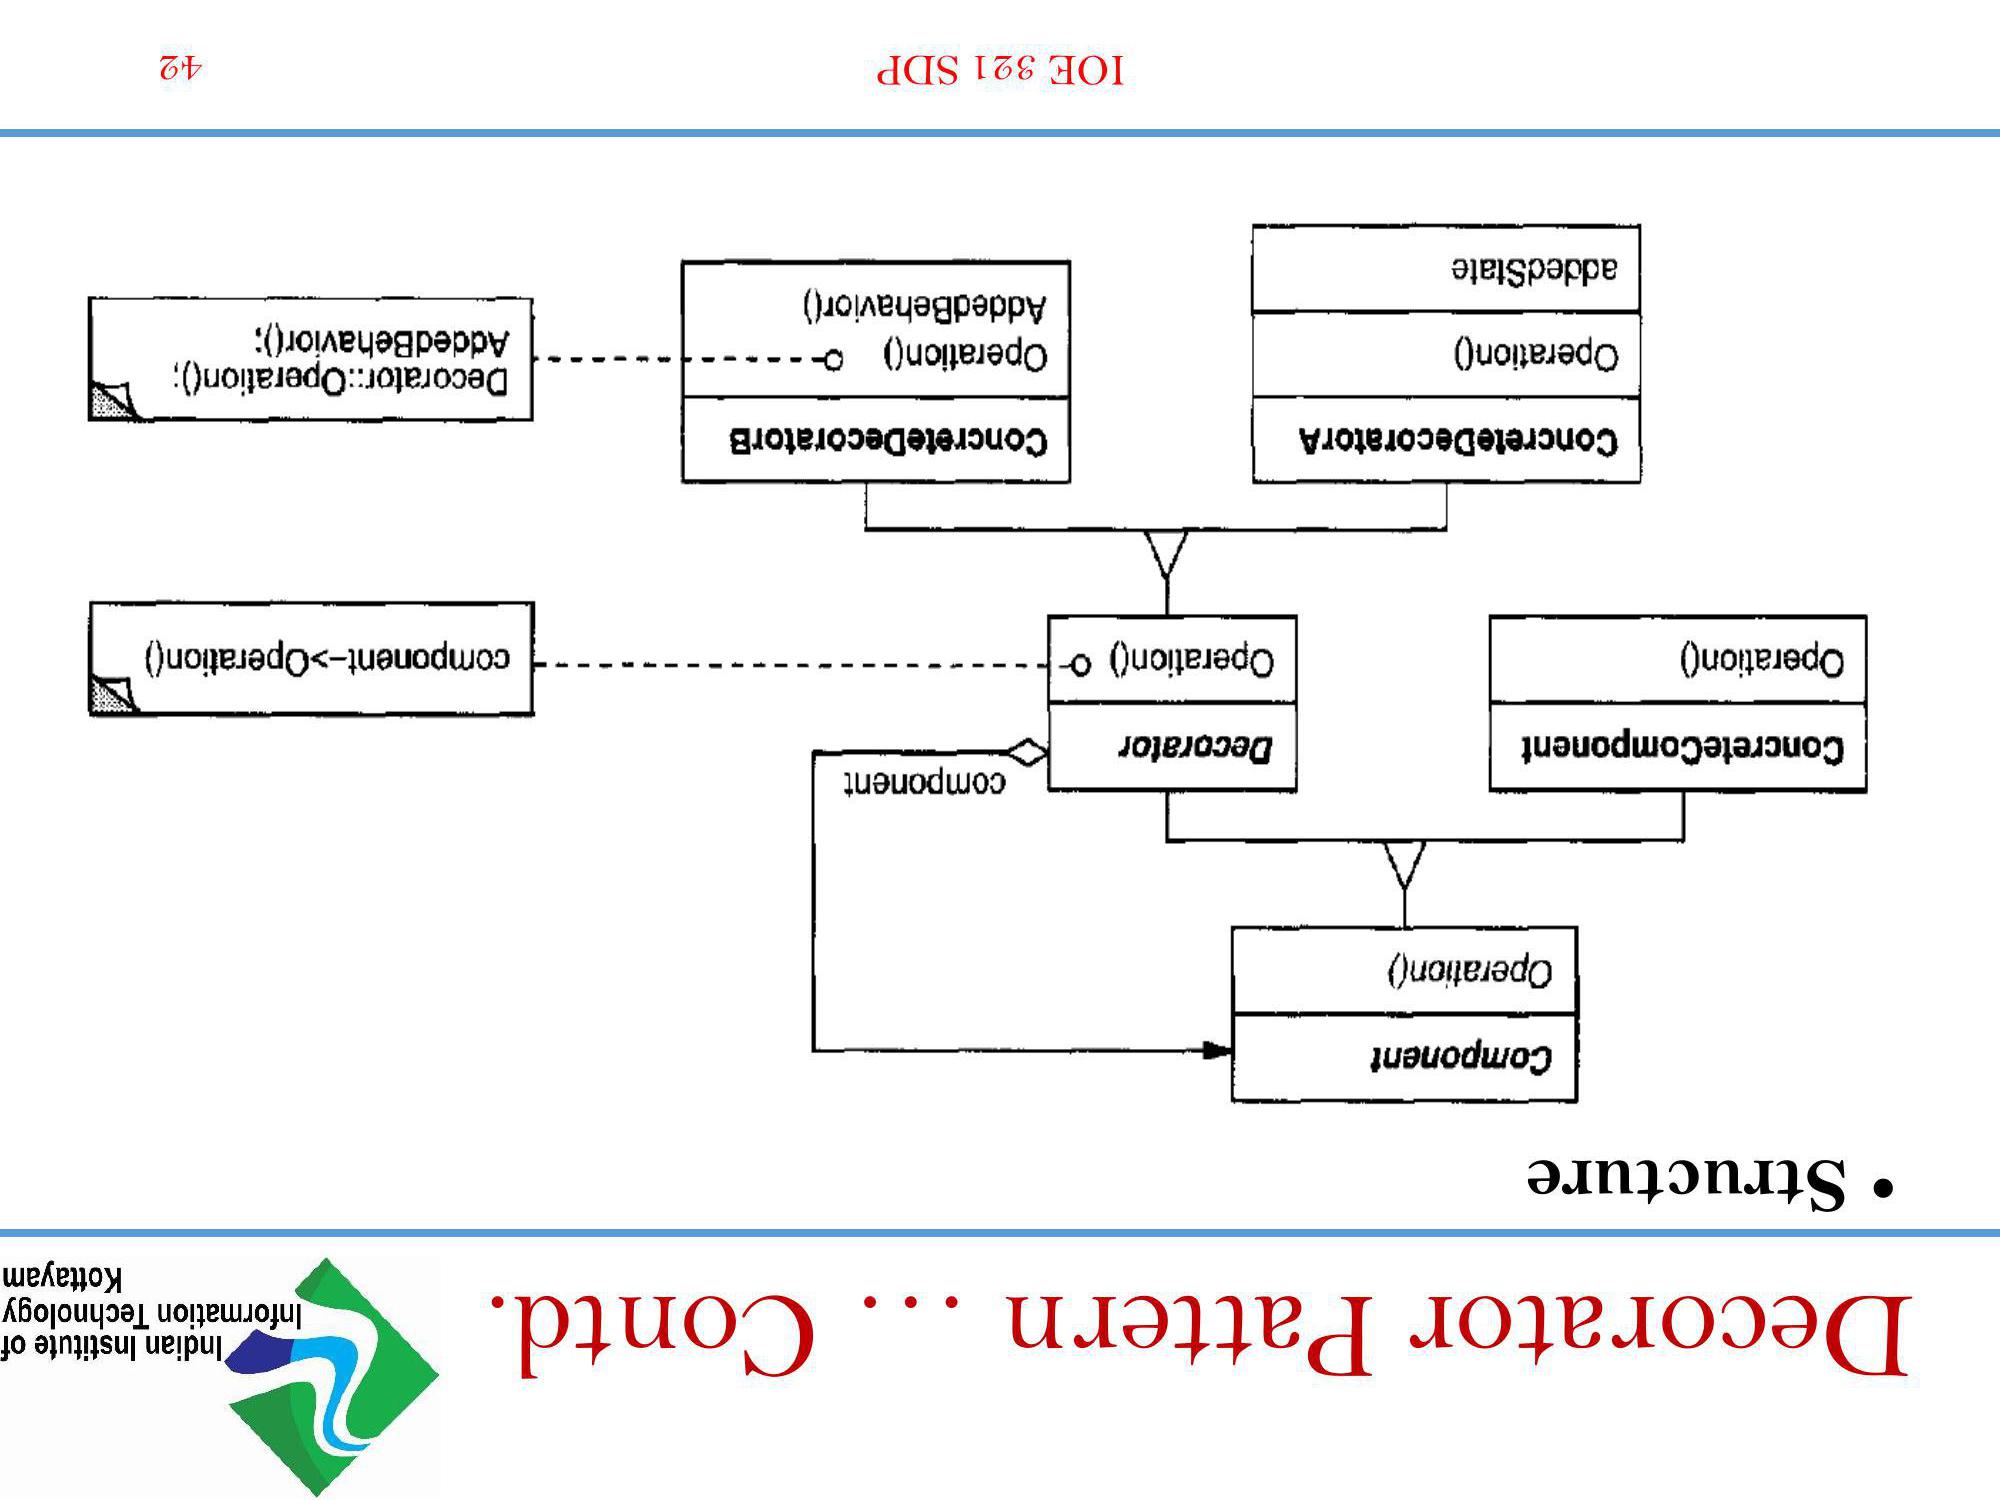 Decorator Pattern … Contd.
Indian Institute of
Information Technology
Kottayam
• Structure
Component
Operation()
ConcreteComponent
Operation()
Decorator
Operation()
component
component->Operation()
ConcreteDecoratorA
Operation()
addedState
ConcreteDecoratorB
Operation()
AddedBehavior()
Decorator::Operation();
AddedBehavior();
IOE 321 SDP
42